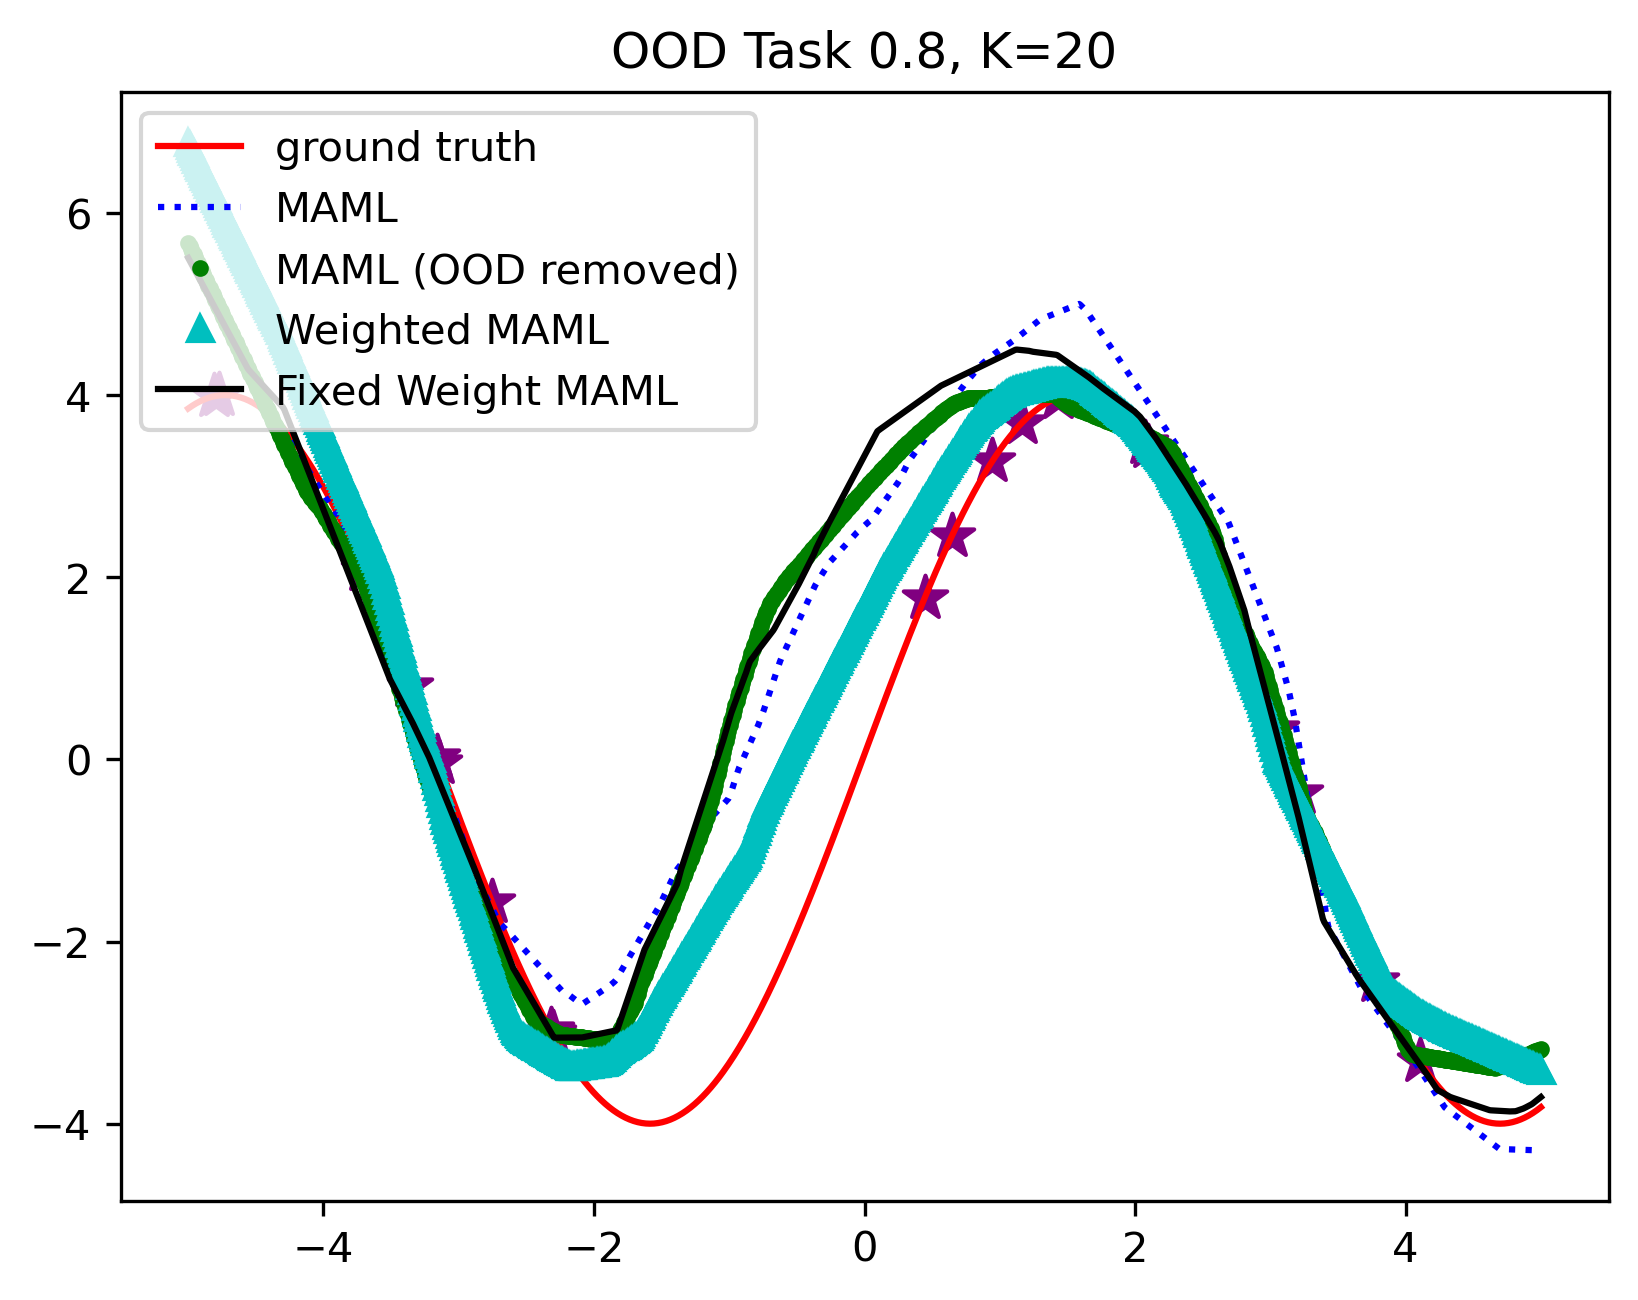 OOD Task 0.8, K=20
ground truth
MAML
MAML (OOD removed)
Weighted MAML
Fixed Weight MAML
6
4
2
0
−2
−4
−4
−2
0
2
4